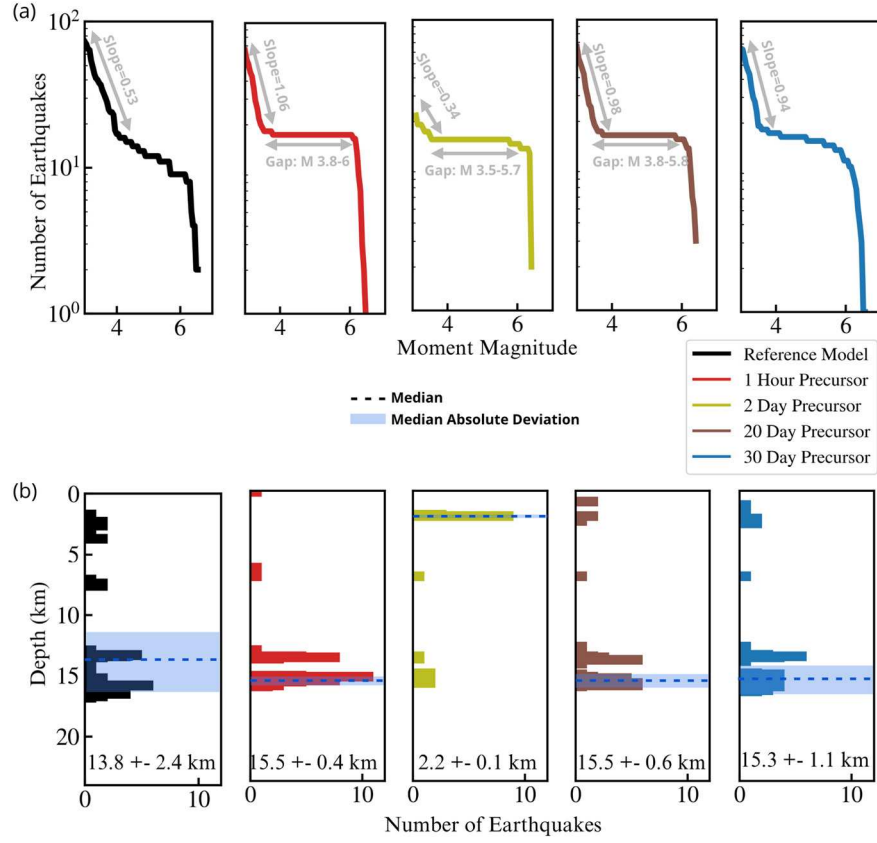 (a)
10²
10¹
10⁰
Number of Earthquakes
Slope=0.53
Slope=1.06
Gap: M 3.8-6
Slope=0.34
Gap: M 3.5-5.7
Slope=0.98
Gap: M 3.8-5.8
Slope=0.94
4 6 4 6 4 6 4 6 4 6
Moment Magnitude
Reference Model
1 Hour Precursor
2 Day Precursor
20 Day Precursor
30 Day Precursor
Median
Median Absolute Deviation
(b)
0
5
10
15
20
Depth (km)
13.8 +- 2.4 km
15.5 +- 0.4 km
2.2 +- 0.1 km
15.5 +- 0.6 km
15.3 +- 1.1 km
0 10 0 10 0 10 0 10 0 10
Number of Earthquakes